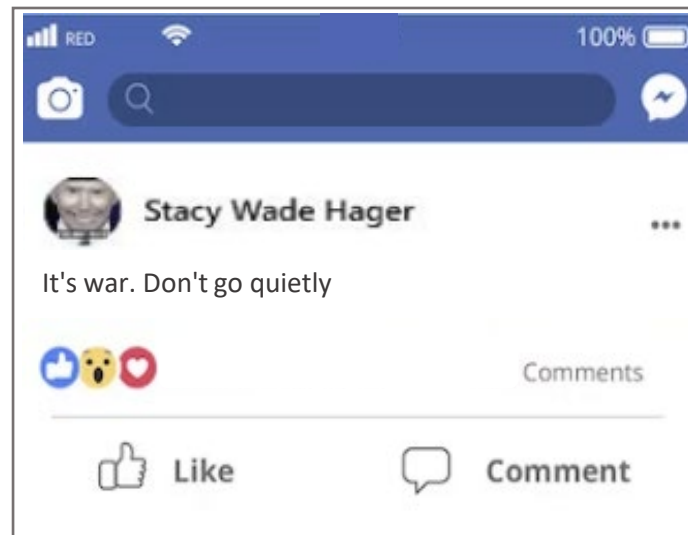 RED 100%
Stacy Wade Hager
It's war. Don't go quietly
Comments
Like Comment